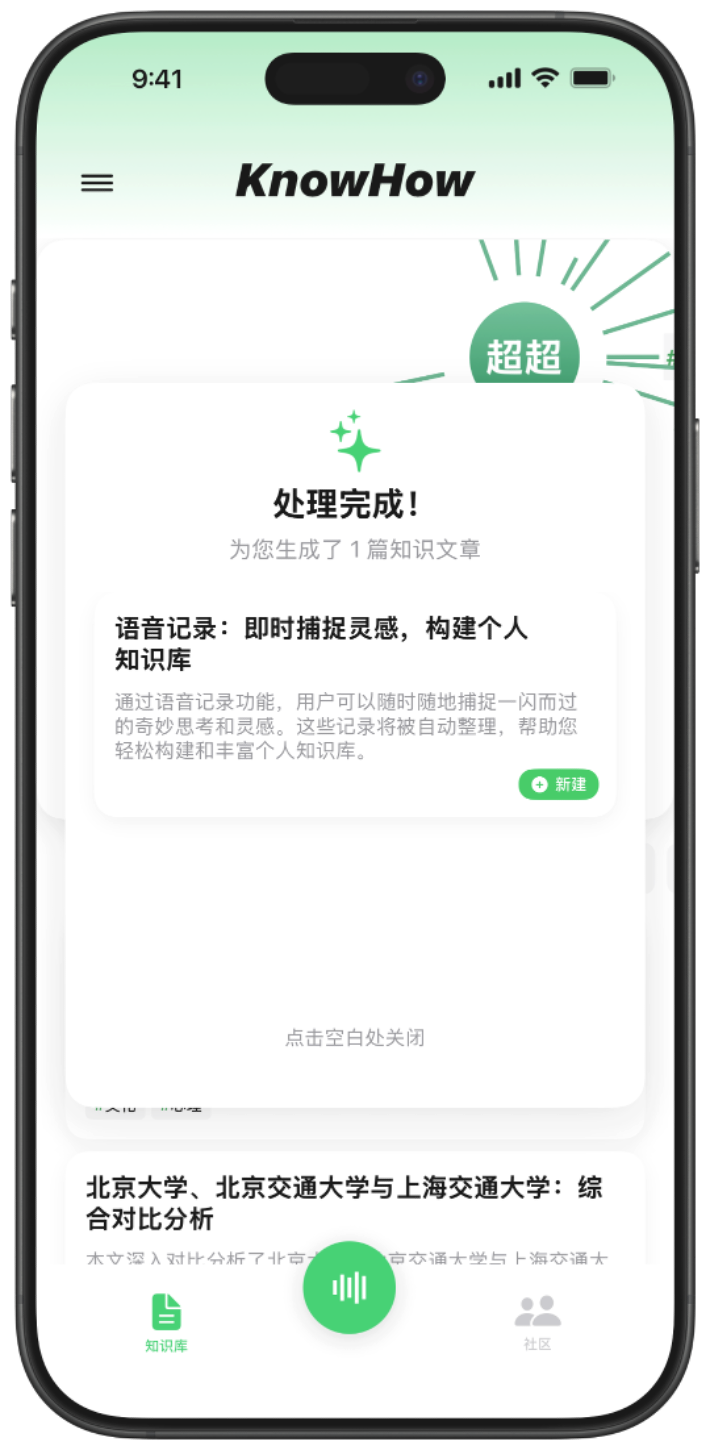 9:41
KnowHow
超超
#
处理完成！
为您生成了 1 篇知识文章
语音记录：即时捕捉灵感，构建个人
知识库
通过语音记录功能，用户可以随时随地捕捉一闪而过
的奇妙思考和灵感。这些记录将被自动整理，帮助您
轻松构建和丰富个人知识库。
新建
点击空白处关闭
北京大学、北京交通大学与上海交通大学：综
合对比分析
本文深入对比分析了北京大 京交通大学与上海交通大
知识库
社区